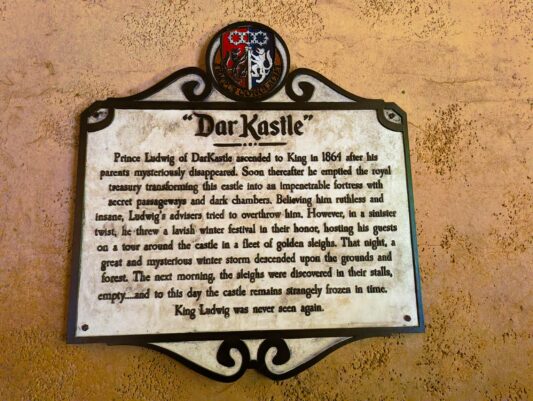 "DarKastle"
Prince Ludwig of DarKastle ascended to King in 1864 after his
parents mysteriously disappeared. Soon thereafter he emptied the royal
treasury transforming this castle into an impenetrable fortress with
secret passageways and dark chambers. Believing him ruthless and
insane, Ludwig's advisers tried to overthrow him. However, in a sinister
twist, he threw a lavish winter festival in their honor, hosting his guests
on a tour around the castle in a fleet of golden sleighs. That night, a
great and mysterious winter storm descended upon the grounds and
forest. The next morning, the sleighs were discovered in their stalls,
empty....and to this day the castle remains strangely frozen in time.
King Ludwig was never seen again.